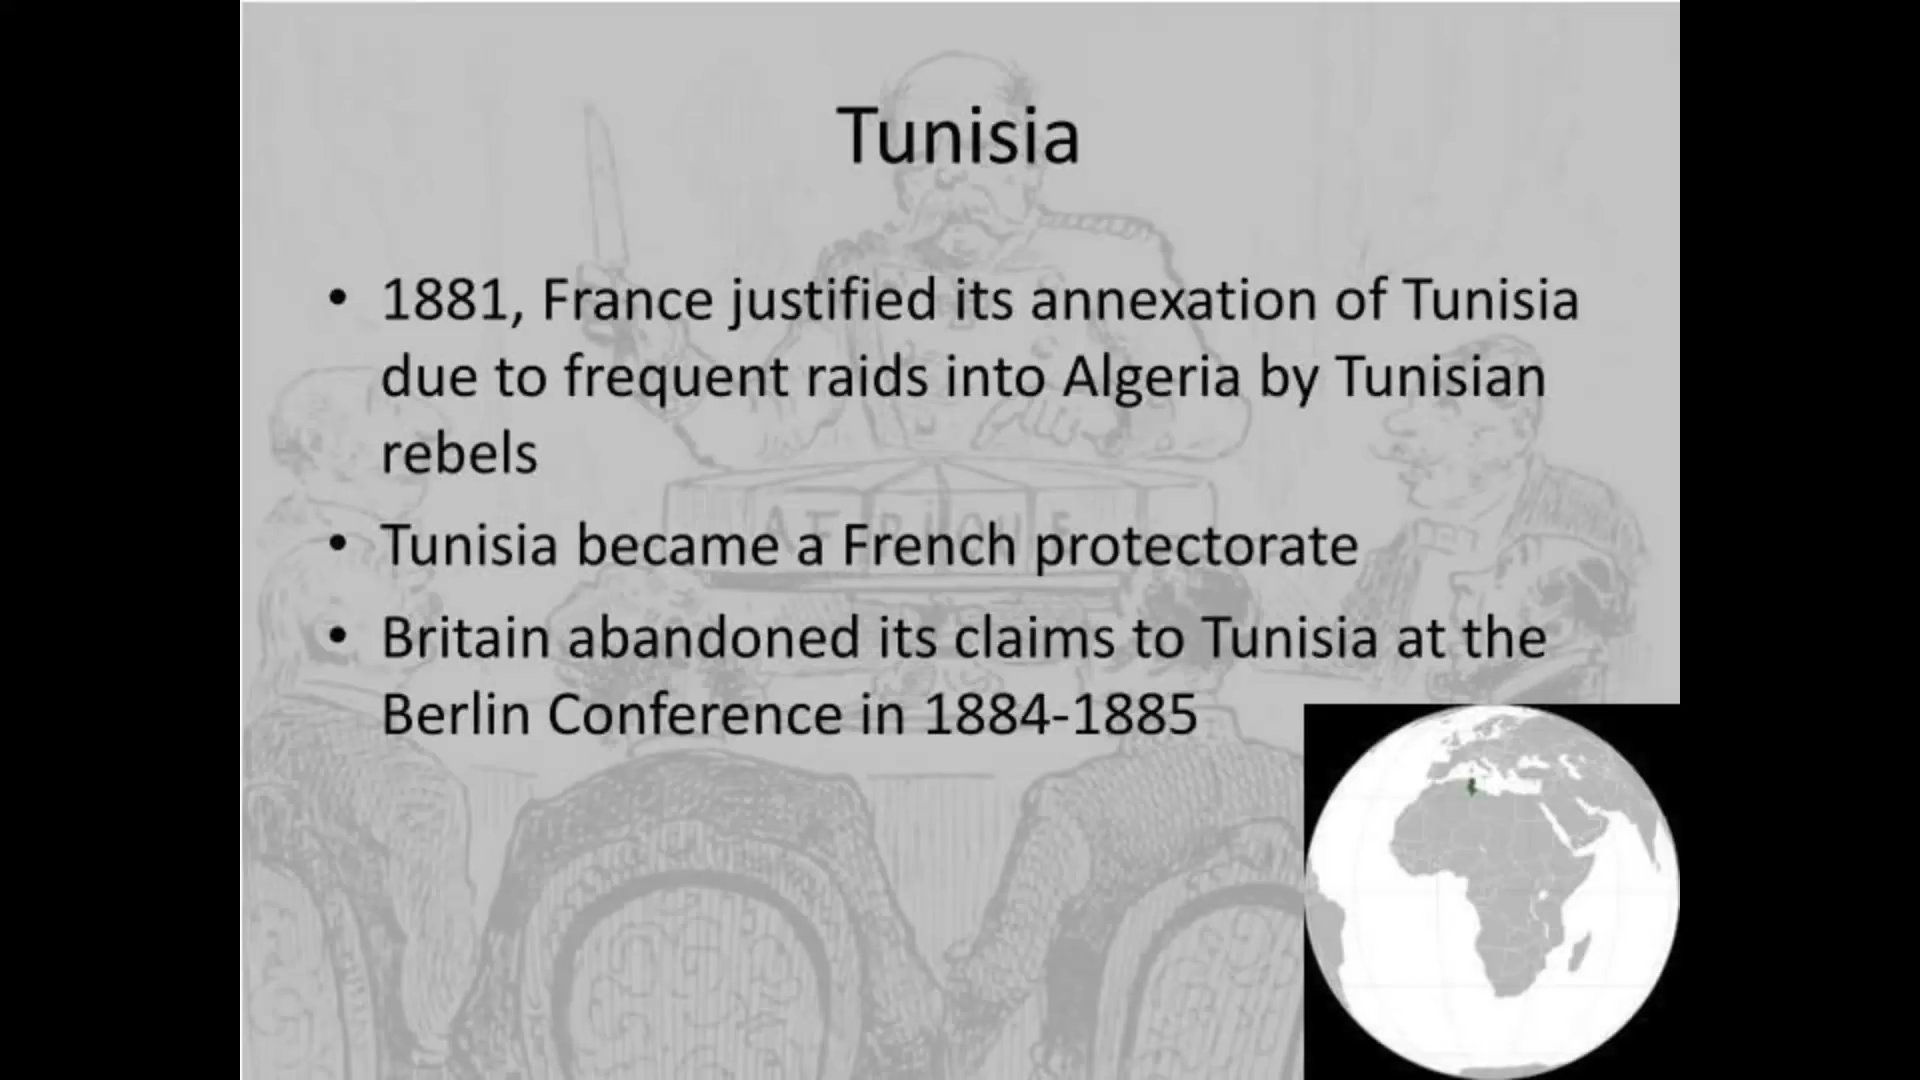 Tunisia
• 1881, France justified its annexation of Tunisia
due to frequent raids into Algeria by Tunisian
rebels
AFRIQUE
• Tunisia became a French protectorate
• Britain abandoned its claims to Tunisia at the
Berlin Conference in 1884-1885